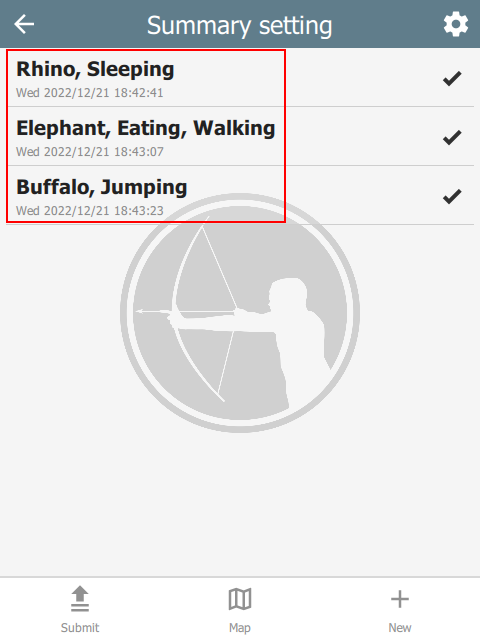 Summary setting
Rhino, Sleeping
Wed 2022/12/21 18:42:41
Elephant, Eating, Walking
Wed 2022/12/21 18:43:07
Buffalo, Jumping
Wed 2022/12/21 18:43:23
Submit
Map
New